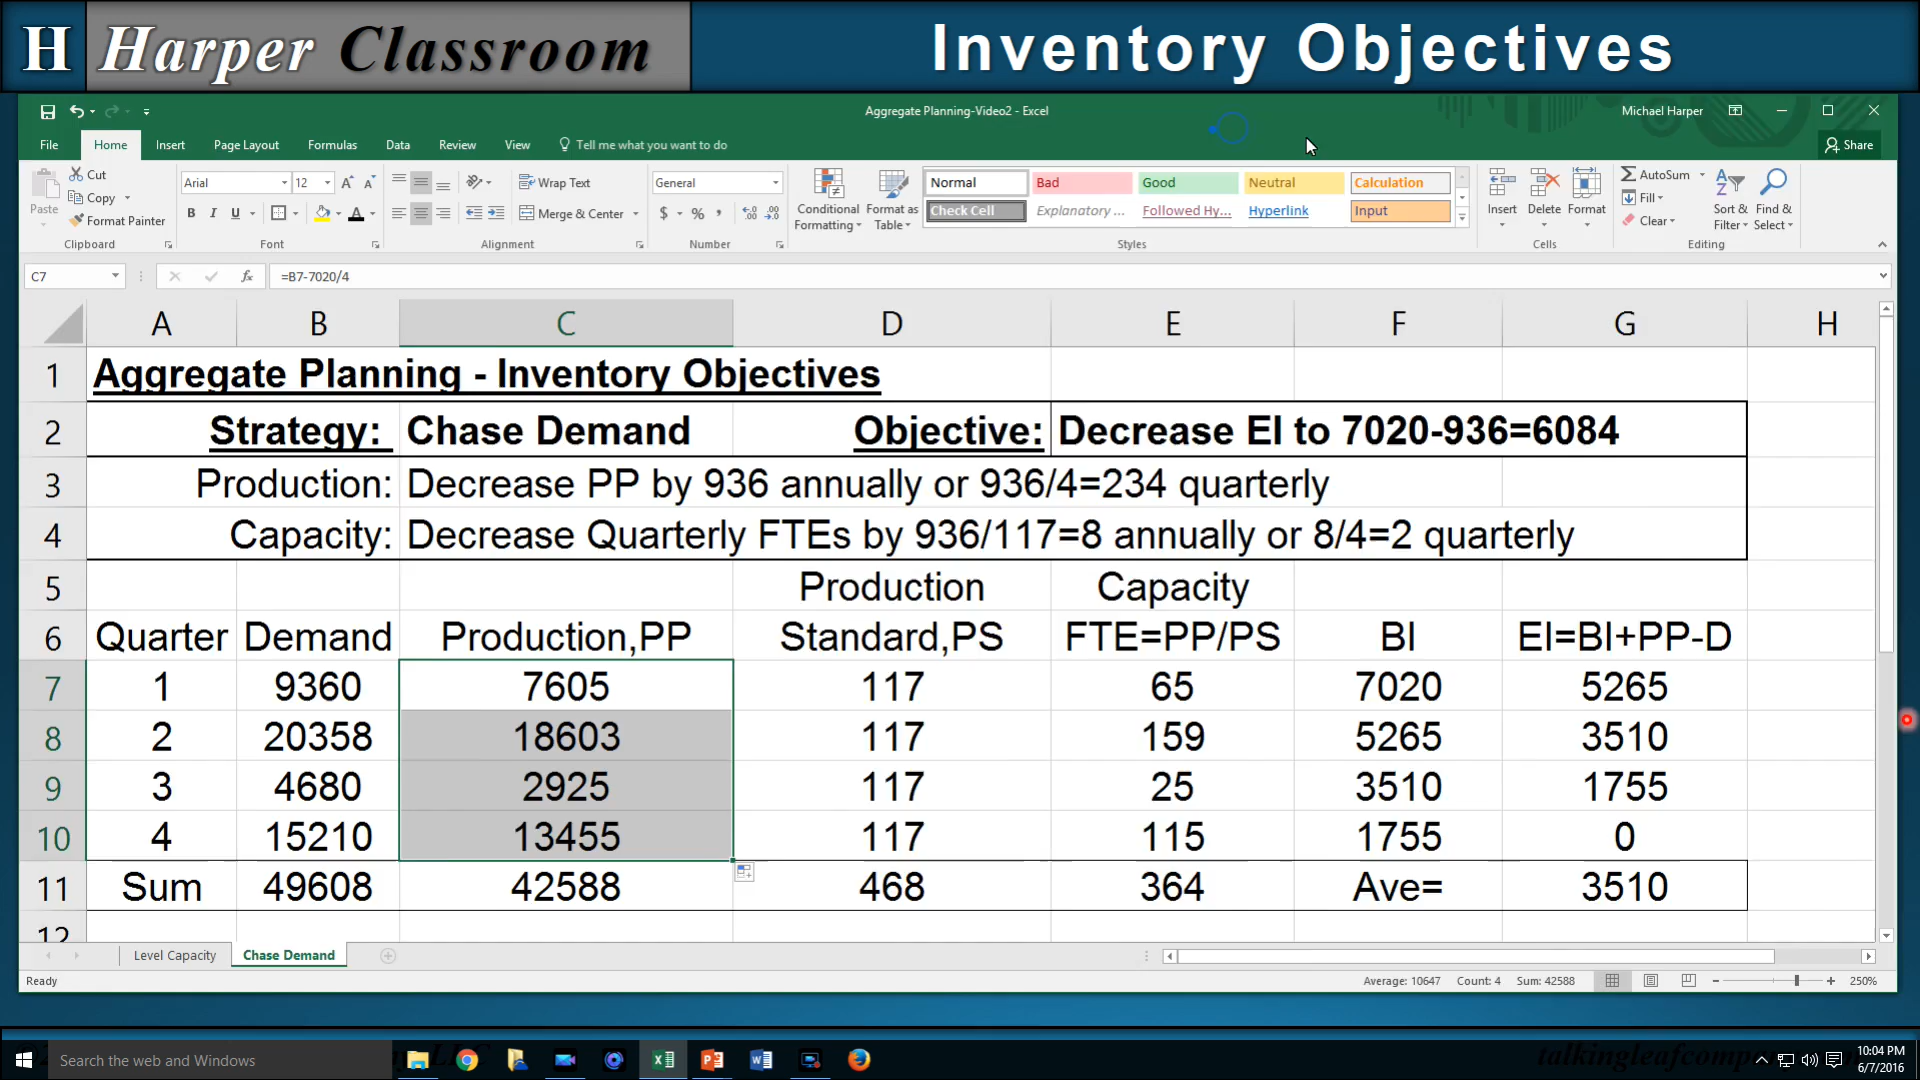 H Harper Classroom
Inventory Objectives
Aggregate Planning-Video2 - Excel
Michael Harper
File Home Insert Page Layout Formulas Data Review View Tell me what you want to do
Share
Paste
Cut
Copy
Format Painter
Clipboard
Arial 12
B I U
Font
Wrap Text
Merge & Center
Alignment
General
$ % ,
Number
Conditional Formatting
Format as Table
Normal Bad Good Neutral Calculation
Check Cell Explanatory ... Followed Hy... Hyperlink Input
Styles
Insert Delete Format
Cells
AutoSum
Fill
Clear
Sort & Filter
Find & Select
Editing
C7 fx =B7-7020/4
A B C D E F G H
1 Aggregate Planning - Inventory Objectives
2 Strategy: Chase Demand Objective: Decrease EI to 7020-936=6084
3 Production: Decrease PP by 936 annually or 936/4=234 quarterly
4 Capacity: Decrease Quarterly FTEs by 936/117=8 annually or 8/4=2 quarterly
5 Production Capacity
6 Quarter Demand Production,PP Standard,PS FTE=PP/PS BI EI=BI+PP-D
7 1 9360 7605 117 65 7020 5265
8 2 20358 18603 117 159 5265 3510
9 3 4680 2925 117 25 3510 1755
10 4 15210 13455 117 115 1755 0
11 Sum 49608 42588 468 364 Ave= 3510
12
Level Capacity Chase Demand
Ready
Average: 10647 Count: 4 Sum: 42588 250%
Search the web and Windows
10:04 PM
6/7/2016